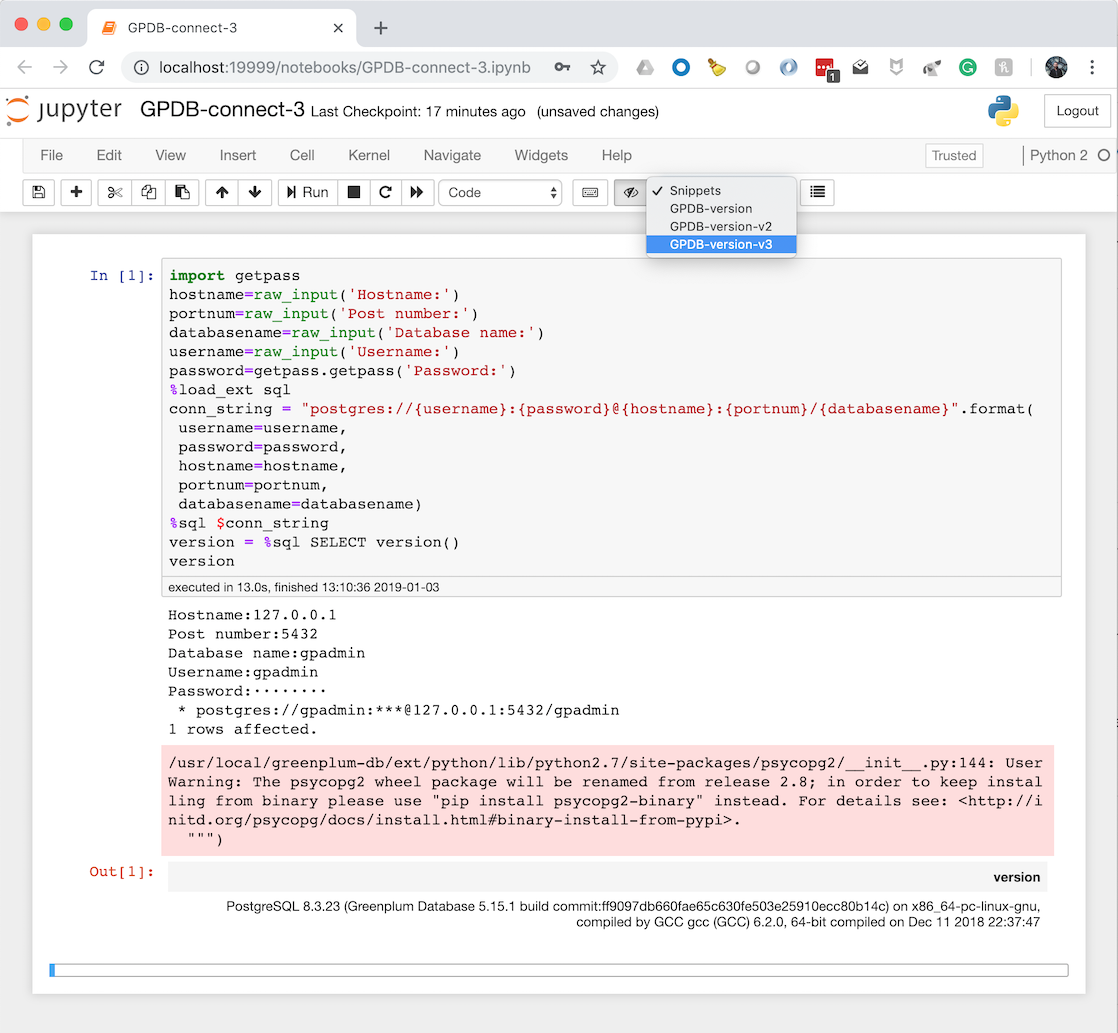 GPDB-connect-3
localhost:19999/notebooks/GPDB-connect-3.ipynb
1
jupyter GPDB-connect-3 Last Checkpoint: 17 minutes ago (unsaved changes)
Logout
File Edit View Insert Cell Kernel Navigate Widgets Help
Trusted
Python 2
Run
Code
✓ Snippets
GPDB-version
GPDB-version-v2
GPDB-version-v3
In [1]:
import getpass
hostname=raw_input('Hostname:')
portnum=raw_input('Post number:')
databasename=raw_input('Database name:')
username=raw_input('Username:')
password=getpass.getpass('Password:')
%load_ext sql
conn_string = "postgres://{username}:{password}@{hostname}:{portnum}/{databasename}".format(
 username=username,
 password=password,
 hostname=hostname,
 portnum=portnum,
 databasename=databasename)
%sql $conn_string
version = %sql SELECT version()
version
executed in 13.0s, finished 13:10:36 2019-01-03
Hostname:127.0.0.1
Post number:5432
Database name:gpadmin
Username:gpadmin
Password:········
 * postgres://gpadmin:***@127.0.0.1:5432/gpadmin
1 rows affected.
/usr/local/greenplum-db/ext/python/lib/python2.7/site-packages/psycopg2/__init__.py:144: User
Warning: The psycopg2 wheel package will be renamed from release 2.8; in order to keep instal
ling from binary please use "pip install psycopg2-binary" instead. For details see: <http://i
nitd.org/psycopg/docs/install.html#binary-install-from-pypi>.
  """)
Out[1]:
version
PostgreSQL 8.3.23 (Greenplum Database 5.15.1 build commit:ff9097db660fae65c630fe503e25910ecc80b14c) on x86_64-pc-linux-gnu,
compiled by GCC gcc (GCC) 6.2.0, 64-bit compiled on Dec 11 2018 22:37:47